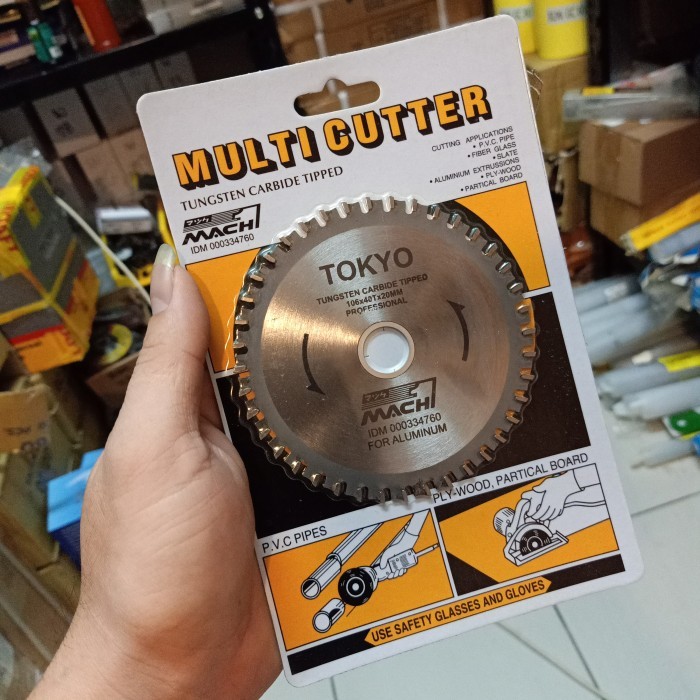 MULTI CUTTER
TUNGSTEN CARBIDE TIPPED
CUTTING APPLICATIONS
• P.V.C. PIPE
• FIBER GLASS
• SLATE
• ALUMINIUM EXTRUSSIONS
• PLY-WOOD
• PARTICAL BOARD
MACH1
IDM 000334760
TOKYO
TUNGSTEN CARBIDE TIPPED
106x40Tx20MM
PROFESSIONAL
MACH1
IDM 000334760
FOR ALUMINUM
P.V.C PIPES
PLY-WOOD, PARTICAL BOARD
USE SAFETY GLASSES AND GLOVES